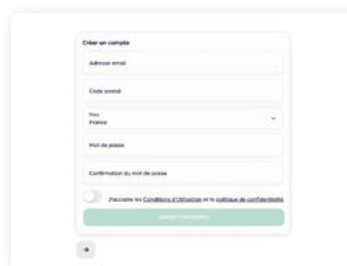 Créer un compte
Adresse email
Code postal
Pays
France
Mot de passe
Confirmation du mot de passe
J'accepte les Conditions d'Utilisation et la politique de confidentialité